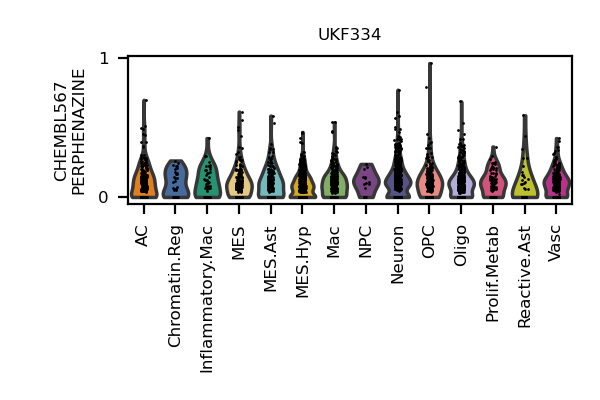 UKF334
CHEMBL567
PERPHENAZINE
1
0
AC
Chromatin.Reg
Inflammatory.Mac
MES
MES.Ast
MES.Hyp
Mac
NPC
Neuron
OPC
Oligo
Prolif.Metab
Reactive.Ast
Vasc